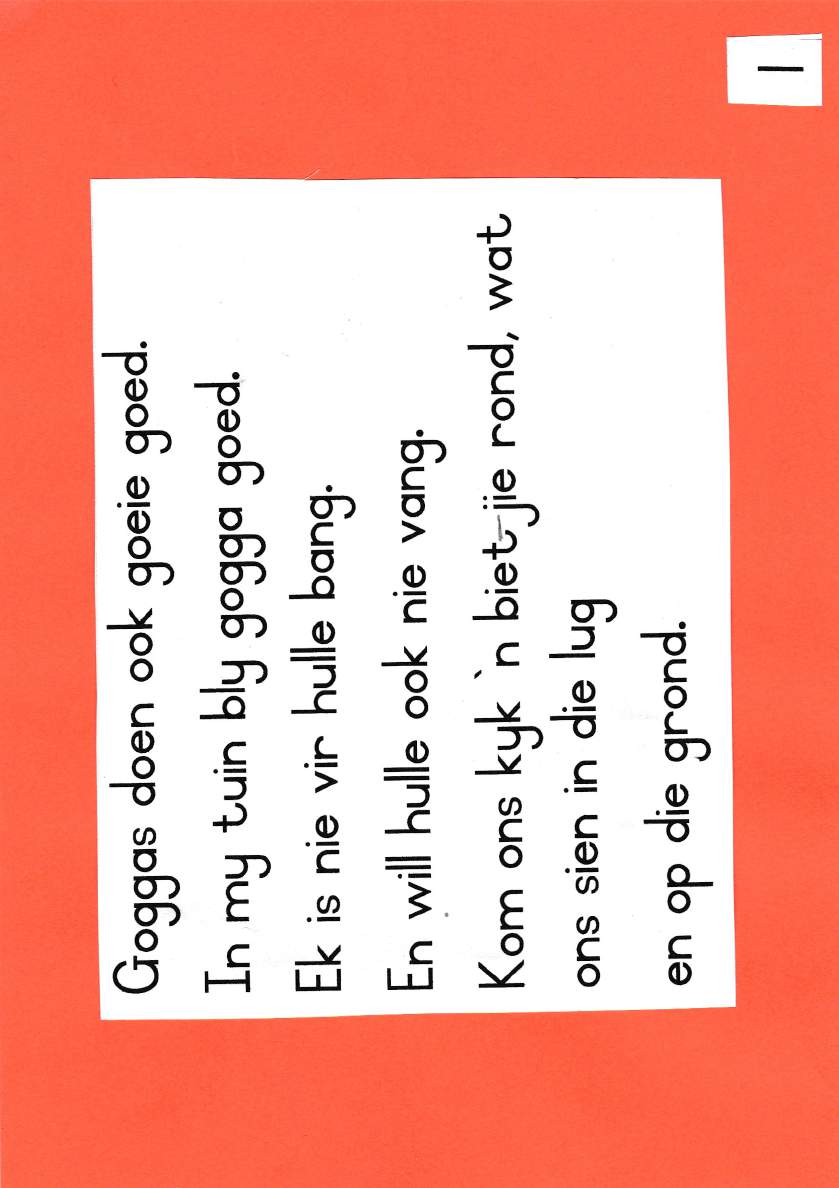 1
Goggas doen ook goeie goed.
In my tuin bly gogga goed.
Ek is nie vir hulle bang.
En will hulle ook nie vang.
Kom ons kyk `n biet-jie rond, wat
ons sien in die lug
en op die grond.